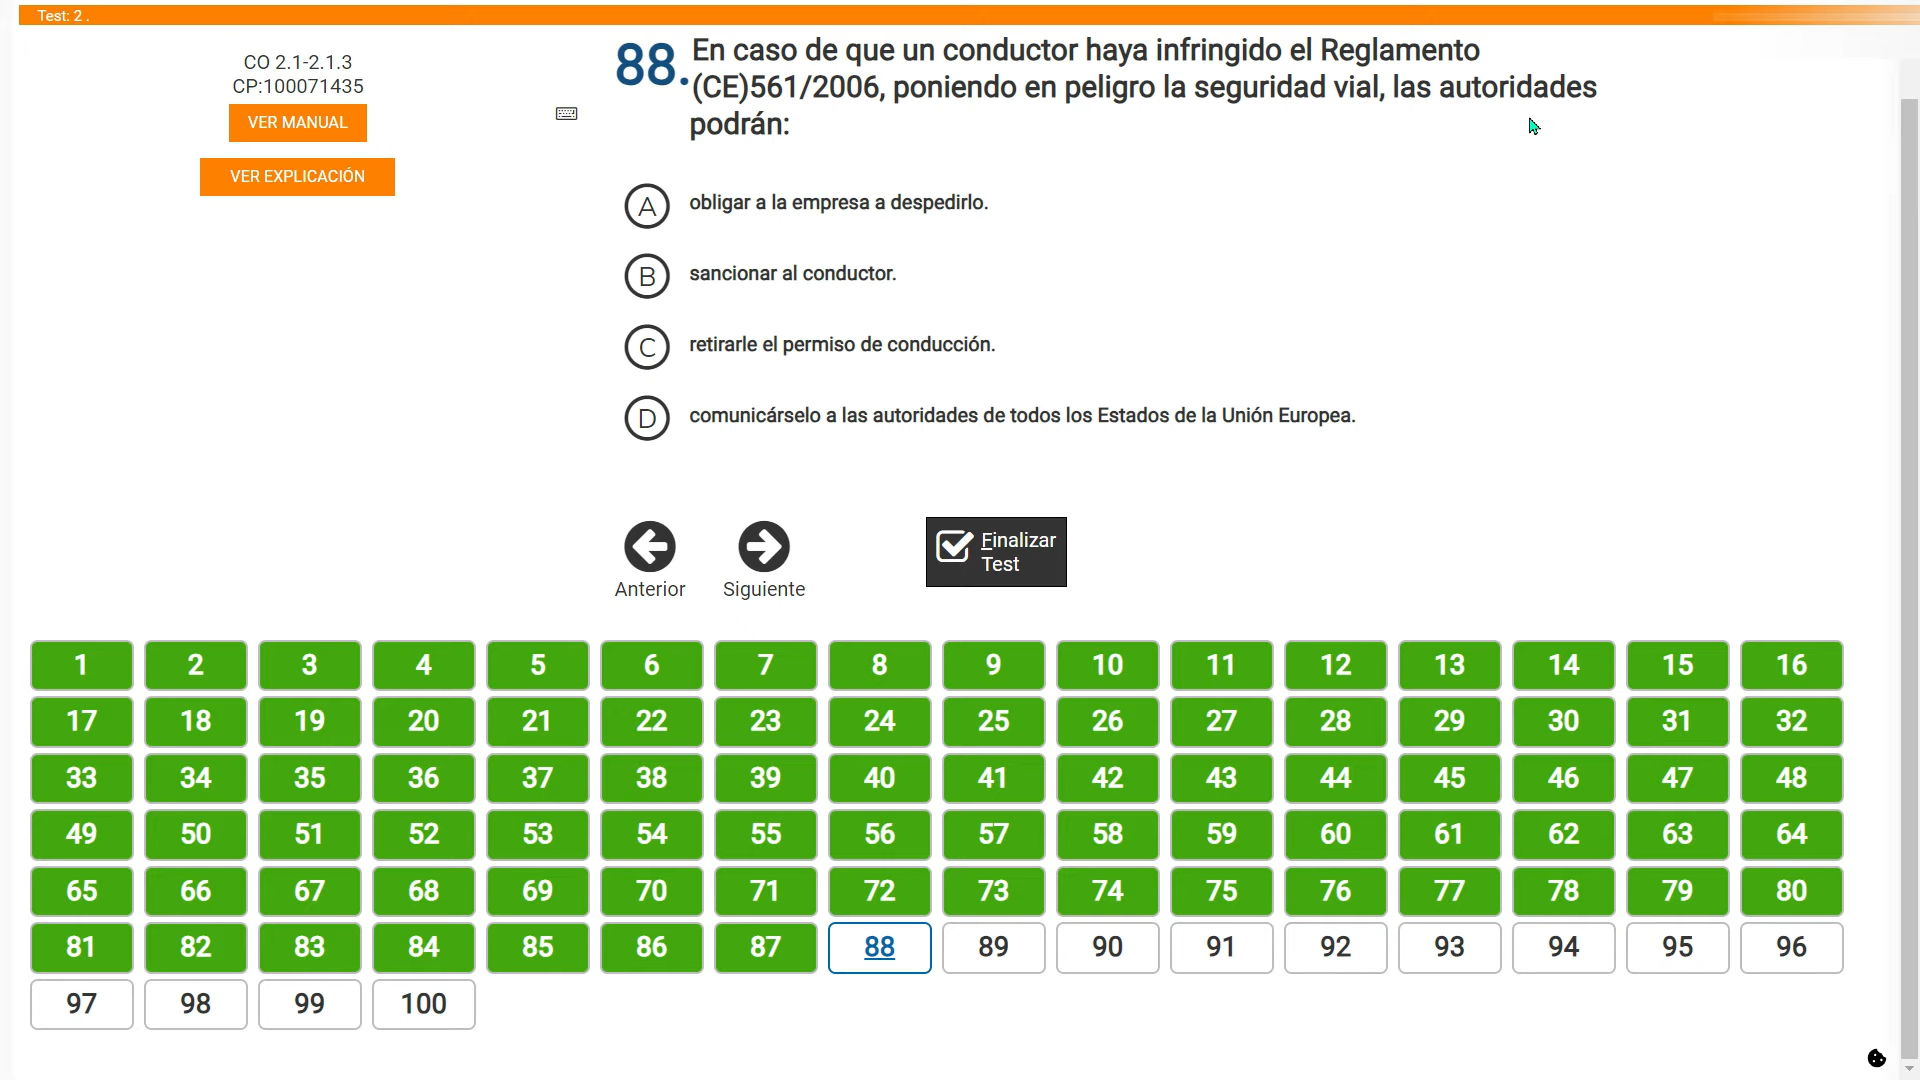 Test: 2 .
CO 2.1-2.1.3
CP:100071435
VER MANUAL
VER EXPLICACIÓN
88. En caso de que un conductor haya infringido el Reglamento
(CE)561/2006, poniendo en peligro la seguridad vial, las autoridades
podrán:
A obligar a la empresa a despedirlo.
B sancionar al conductor.
C retirarle el permiso de conducción.
D comunicárselo a las autoridades de todos los Estados de la Unión Europea.
Anterior Siguiente
Finalizar
Test
1 2 3 4 5 6 7 8 9 10 11 12 13 14 15 16
17 18 19 20 21 22 23 24 25 26 27 28 29 30 31 32
33 34 35 36 37 38 39 40 41 42 43 44 45 46 47 48
49 50 51 52 53 54 55 56 57 58 59 60 61 62 63 64
65 66 67 68 69 70 71 72 73 74 75 76 77 78 79 80
81 82 83 84 85 86 87 88 89 90 91 92 93 94 95 96
97 98 99 100